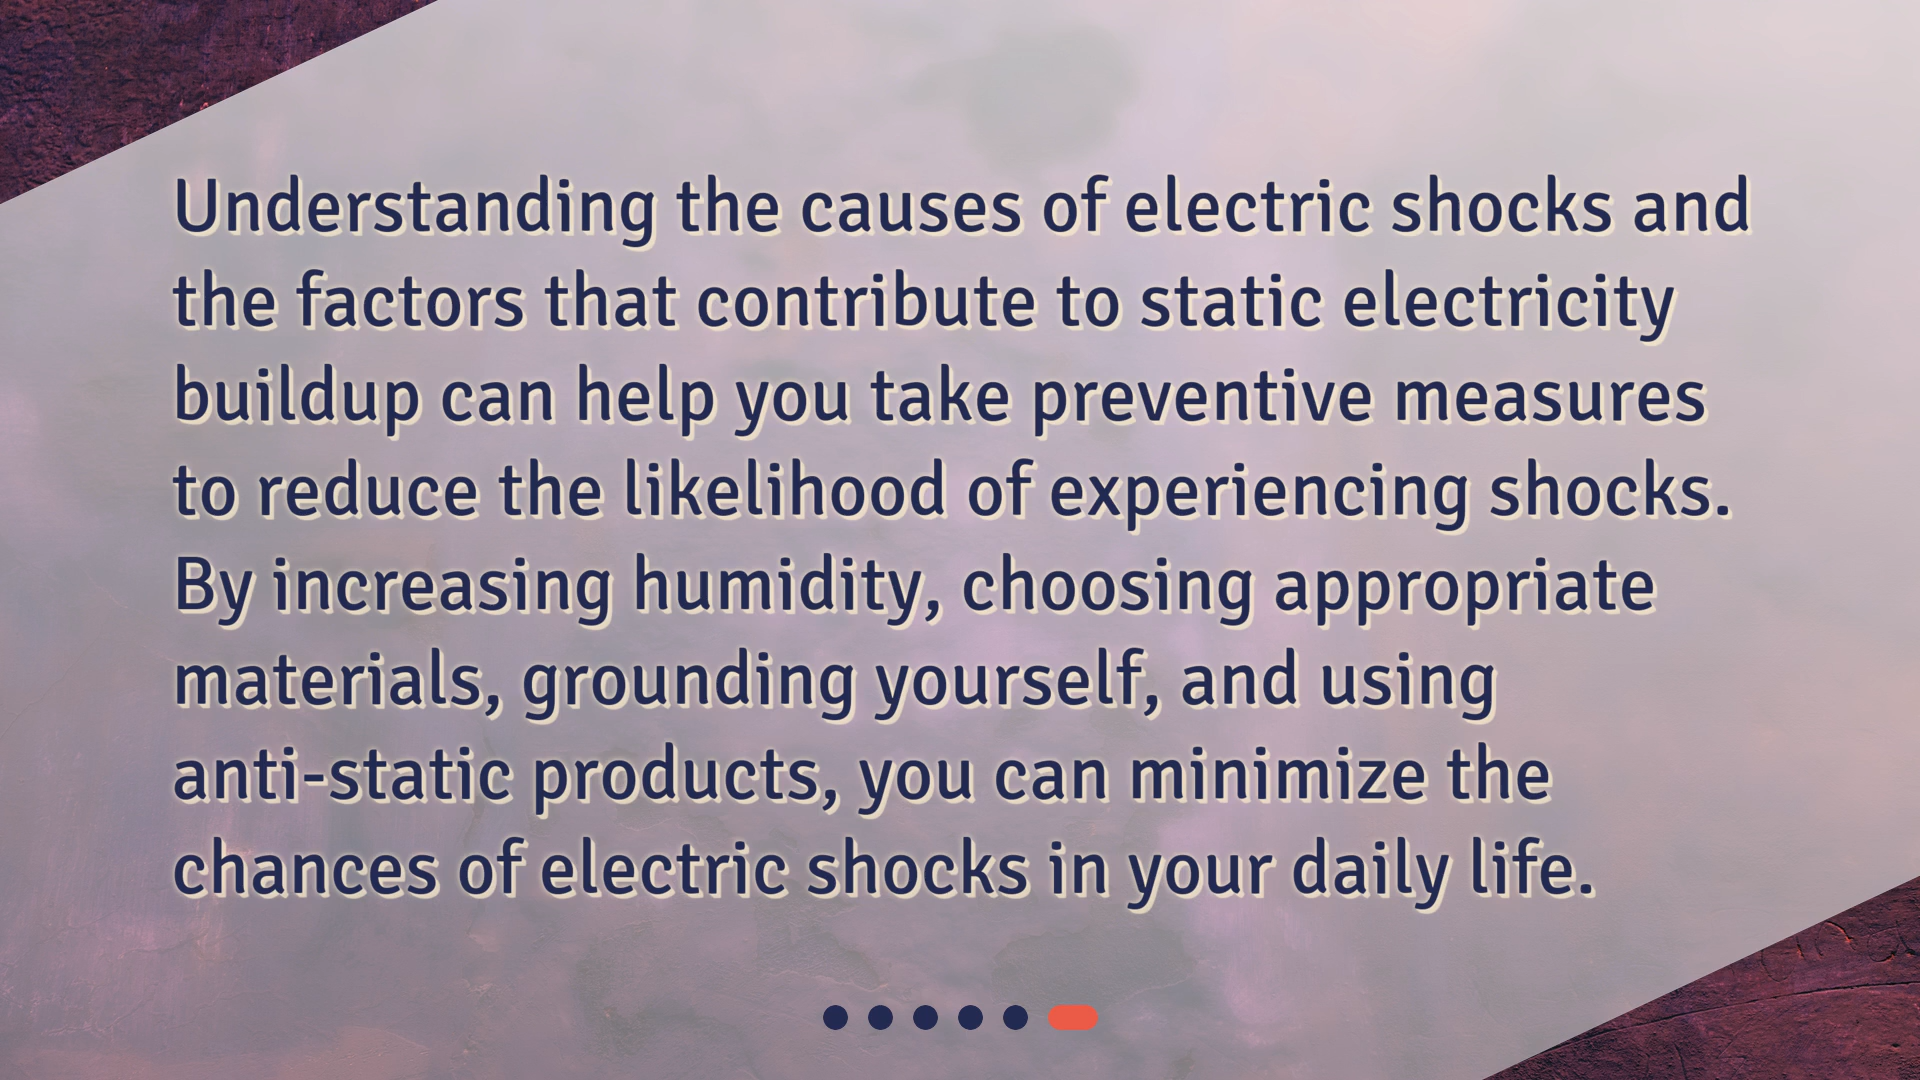 Understanding the causes of electric shocks and
the factors that contribute to static electricity
buildup can help you take preventive measures
to reduce the likelihood of experiencing shocks.
By increasing humidity, choosing appropriate
materials, grounding yourself, and using
anti-static products, you can minimize the
chances of electric shocks in your daily life.